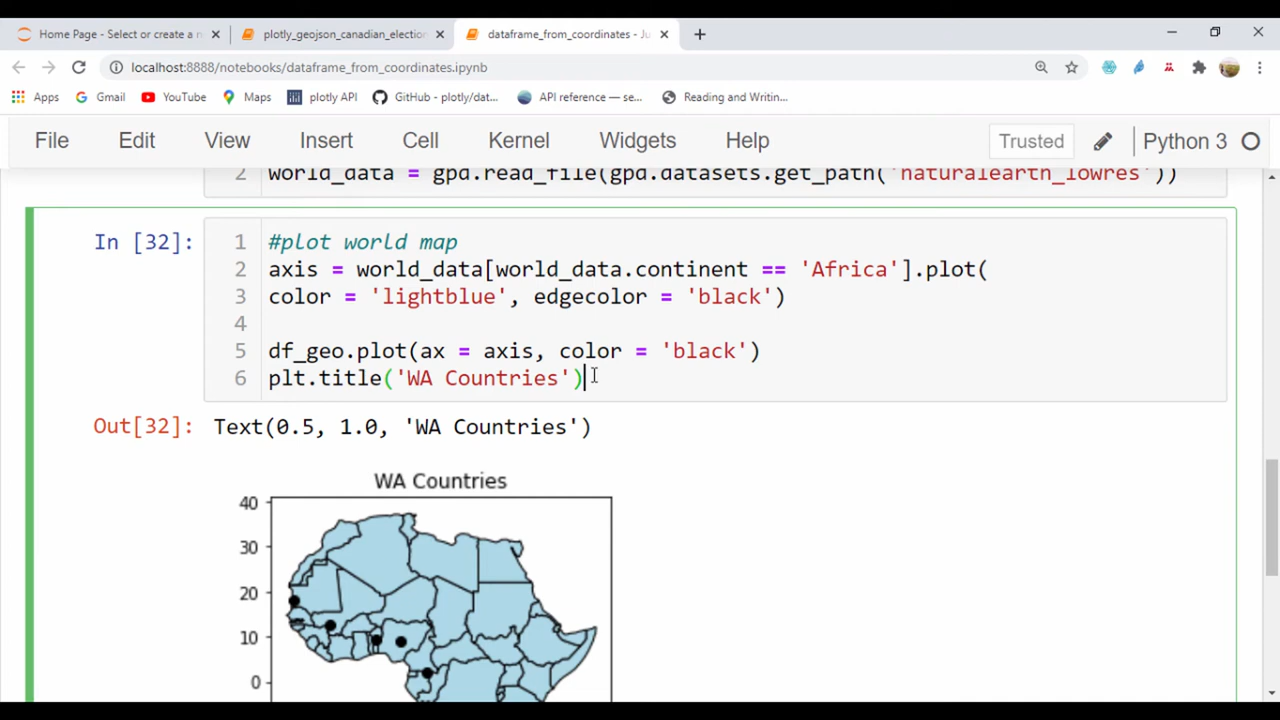 Home Page - Select or create a n
plotly_geojson_canadian_election
dataframe_from_coordinates - Ju
localhost:8888/notebooks/dataframe_from_coordinates.ipynb
Apps Gmail YouTube Maps plotly API GitHub - plotly/dat... API reference — se... Reading and Writin...
File Edit View Insert Cell Kernel Widgets Help Trusted Python 3
2 world_data = gpd.read_file(gpd.datasets.get_path('naturalearth_lowres'))
In [32]:
1 #plot world map
2 axis = world_data[world_data.continent == 'Africa'].plot(
3 color = 'lightblue', edgecolor = 'black')
4
5 df_geo.plot(ax = axis, color = 'black')
6 plt.title('WA Countries')
Out[32]: Text(0.5, 1.0, 'WA Countries')
WA Countries
40
30
20
10
0